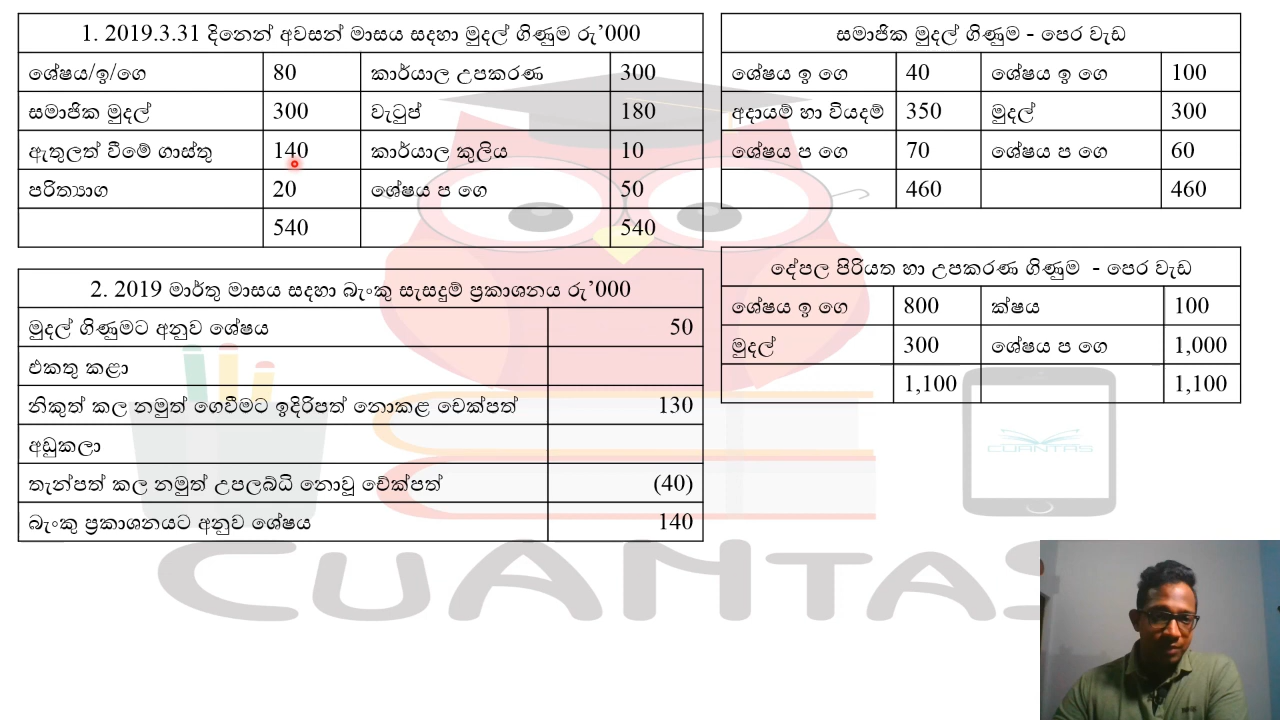 1. 2019.3.31 දිනෙන් අවසන් මාසය සදහා මුදල් ගිණුම රු’000
ශේෂය/ඉ/ගෙ 80 කාර්යාල උපකරණ 300
සමාජික මුදල් 300 වැටුප් 180
ඇතුලත් වීමේ ගාස්තු 140 කාර්යාල කුලිය 10
පරිත්‍යාග 20 ශේෂය ප ගෙ 50
540 540
2. 2019 මාර්තු මාසය සදහා බැංකු සැසදුම් ප්‍රකාශනය රු’000
මුදල් ගිණුමට අනුව ශේෂය 50
එකතු කළා
නිකුත් කල නමුත් ගෙවීමට ඉදිරිපත් නොකළ චෙක්පත් 130
අඩුකලා
තැන්පත් කල නමුත් උපලබ්ධි නොවූ චෙක්පත් (40)
බැංකු ප්‍රකාශනයට අනුව ශේෂය 140
සමාජික මුදල් ගිණුම - පෙර වැඩ
ශේෂය ඉ ගෙ 40 ශේෂය ඉ ගෙ 100
අදායම් හා වියදම් 350 මුදල් 300
ශේෂය ප ගෙ 70 ශේෂය ප ගෙ 60
460 460
දේපල පිරියත හා උපකරණ ගිණුම - පෙර වැඩ
ශේෂය ඉ ගෙ 800 ක්ෂය 100
මුදල් 300 ශේෂය ප ගෙ 1,000
1,100 1,100
CUANTAS
CUANTAS